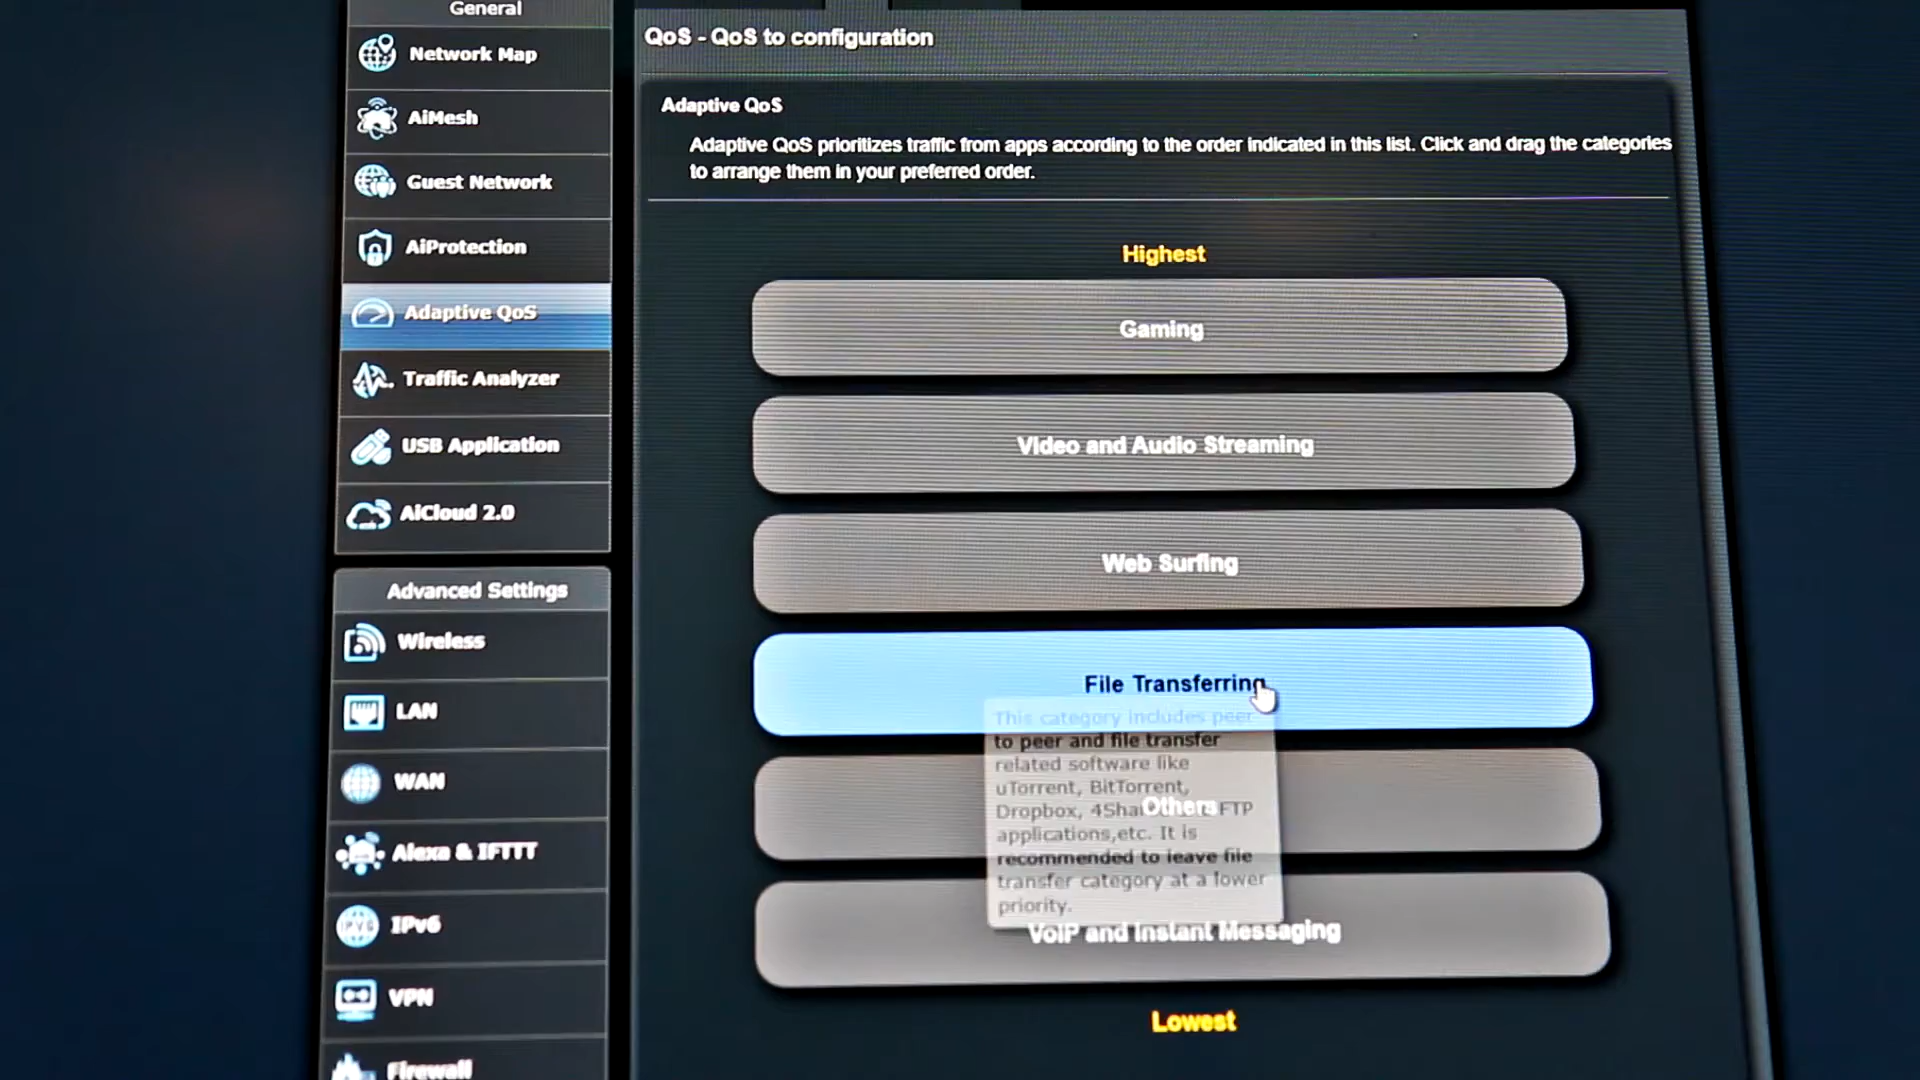 General
Network Map
AiMesh
Guest Network
AiProtection
Adaptive QoS
Traffic Analyzer
USB Application
AiCloud 2.0
Advanced Settings
Wireless
LAN
WAN
Alexa & IFTTT
IPv6
VPN
Firewall
QoS - QoS to configuration
Adaptive QoS
Adaptive QoS prioritizes traffic from apps according to the order indicated in this list. Click and drag the categories
to arrange them in your preferred order.
Highest
Gaming
Video and Audio Streaming
Web Surfing
File Transferring
This category includes peer
to peer and file transfer
related software like
uTorrent, BitTorrent,
Dropbox, FTP
applications,etc. It is
recommended to leave file
transfer category at a lower
priority.
Others
VoIP and Instant Messaging
Lowest